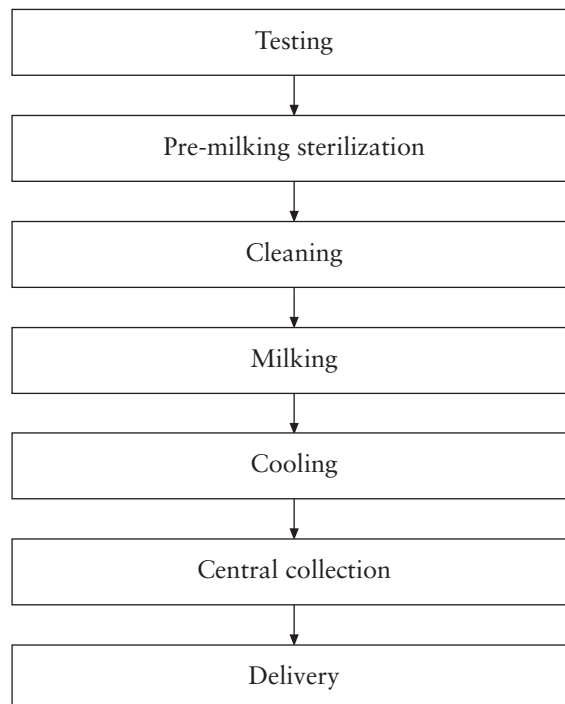 Testing
Pre-milking sterilization
Cleaning
Milking
Cooling
Central collection
Delivery